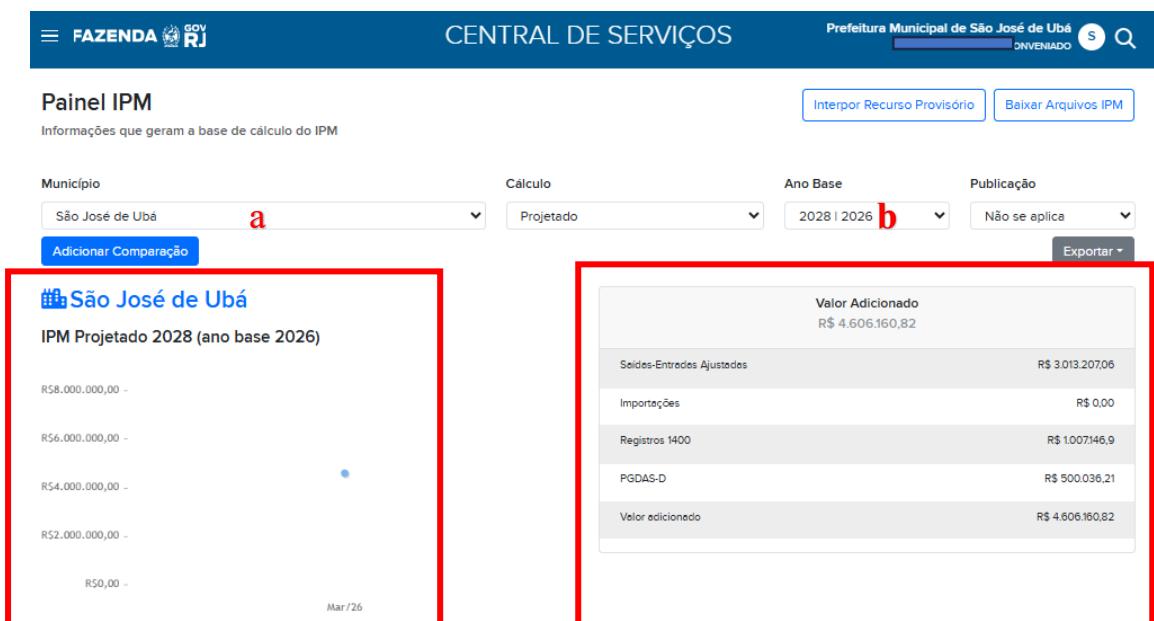 FAZENDA GOV RJ
CENTRAL DE SERVIÇOS
Prefeitura Municipal de São José de Ubá
ONVENIADO
S
Painel IPM
Interpor Recurso Provisório
Baixar Arquivos IPM
Informações que geram a base de cálculo do IPM
Município
Cálculo
Ano Base
Publicação
São José de Ubá
a
Projetado
2028 | 2026
b
Não se aplica
Adicionar Comparação
Exportar
São José de Ubá
IPM Projetado 2028 (ano base 2026)
R$8.000.000,00
R$6.000.000,00
R$4.000.000,00
R$2.000.000,00
R$0,00
Mar/26
Valor Adicionado
R$ 4.606.160,82
Saídas-Entradas Ajustadas R$ 3.013.207,06
Importações R$ 0,00
Registros 1400 R$ 1.007.146,9
PGDAS-D R$ 500.036,21
Valor adicionado R$ 4.606.160,82